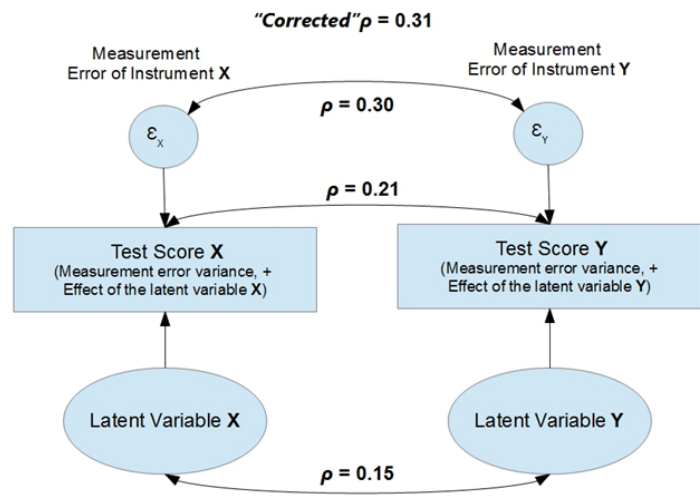 “Corrected”ρ = 0.31
Measurement
Error of Instrument X
Measurement
Error of Instrument Y
ρ = 0.30
εX
εY
ρ = 0.21
Test Score X
(Measurement error variance, +
Effect of the latent variable X)
Test Score Y
(Measurement error variance, +
Effect of the latent variable Y)
Latent Variable X
Latent Variable Y
ρ = 0.15